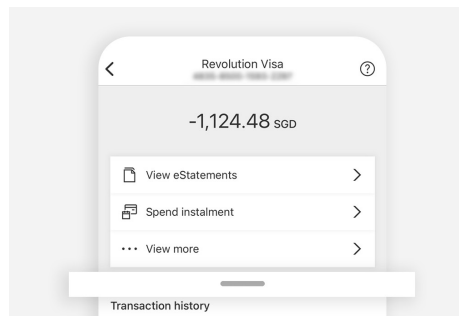 Revolution Visa
-1,124.48 SGD
View eStatements
Spend instalment
View more
Transaction history